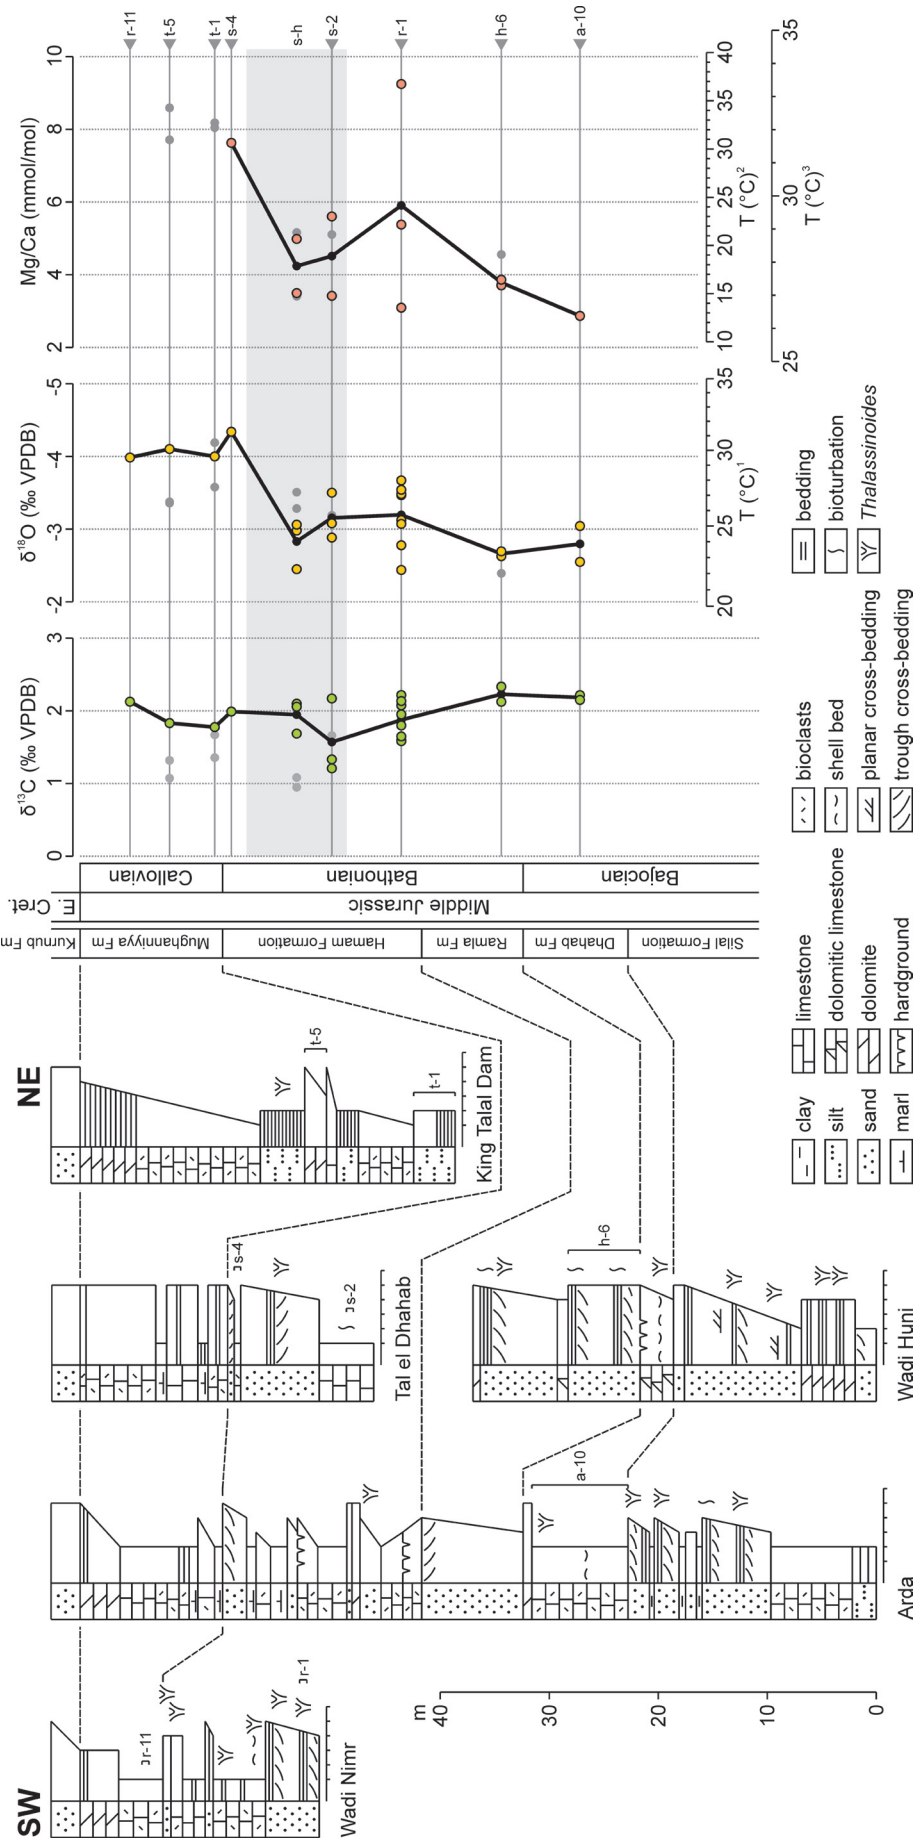 SW
NE
Wadi Nimr
Arda
Tal el Dhahab
Wadi Huni
King Talal Dam
r-11
r-1
a-10
s-4
s-2
h-6
t-5
t-1
m
40
30
20
10
0
Kurnub Fm
Mughanniyya Fm
Hamam Formation
Ramla Fm
Dhahab Fm
Silal Formation
E. Cret.
Middle Jurassic
Callovian
Bathonian
Bajocian
δ¹³C (‰ VPDB)
0
1
2
3
δ¹⁸O (‰ VPDB)
-2
-3
-4
-5
20
25
30
35
T (°C)¹
Mg/Ca (mmol/mol)
2
4
6
8
10
10
15
20
25
30
35
40
T (°C)²
25
30
35
T (°C)³
r-11
t-5
t-1
s-4
s-h
s-2
r-1
h-6
a-10
clay
silt
sand
marl
limestone
dolomitic limestone
dolomite
hardground
bioclasts
shell bed
planar cross-bedding
trough cross-bedding
bedding
bioturbation
Thalassinoides